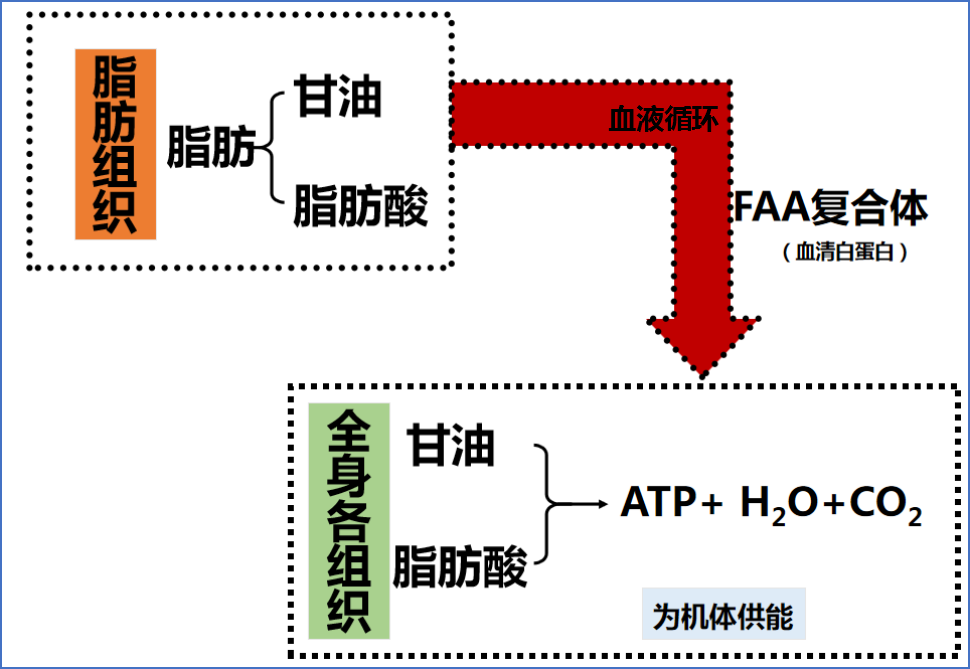 脂肪组织
脂肪
甘油
脂肪酸
血液循环
FAA复合体
（血清白蛋白）
全身各组织
甘油
脂肪酸
ATP+ H₂O+CO₂
为机体供能